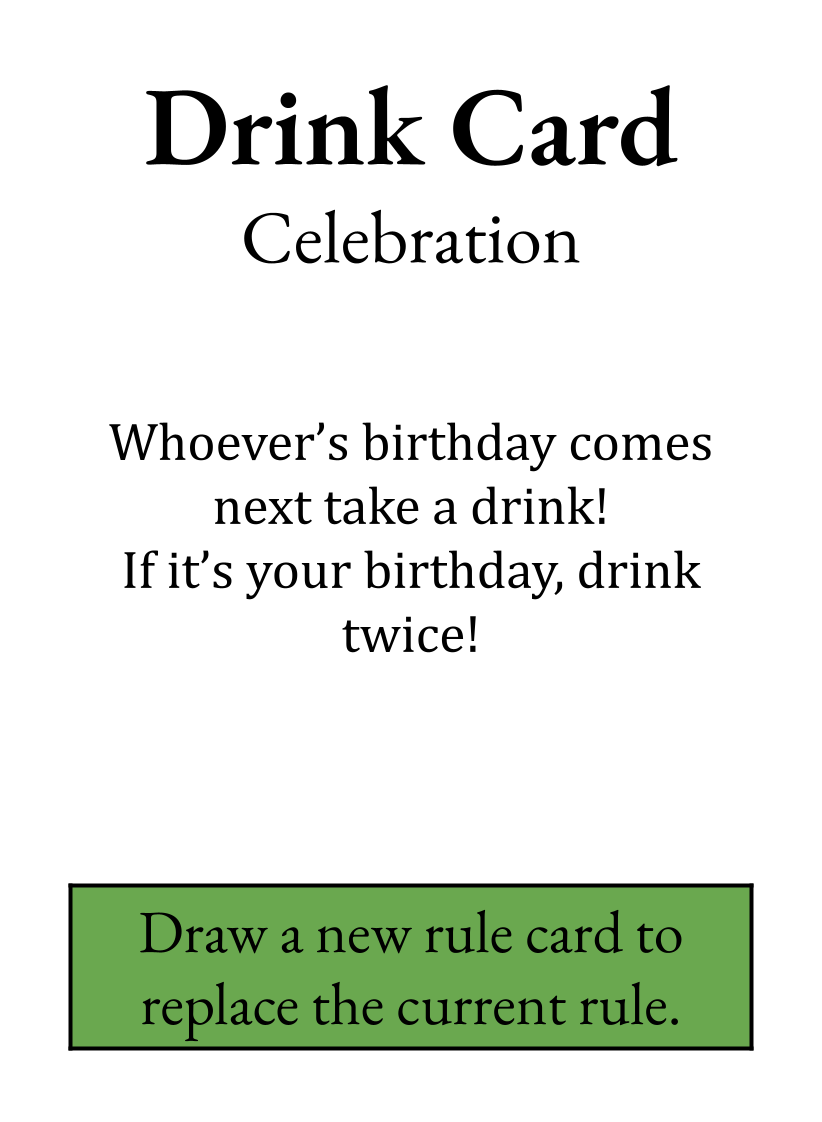 Drink Card
Celebration
Whoever’s birthday comes
next take a drink!
If it’s your birthday, drink
twice!
Draw a new rule card to
replace the current rule.